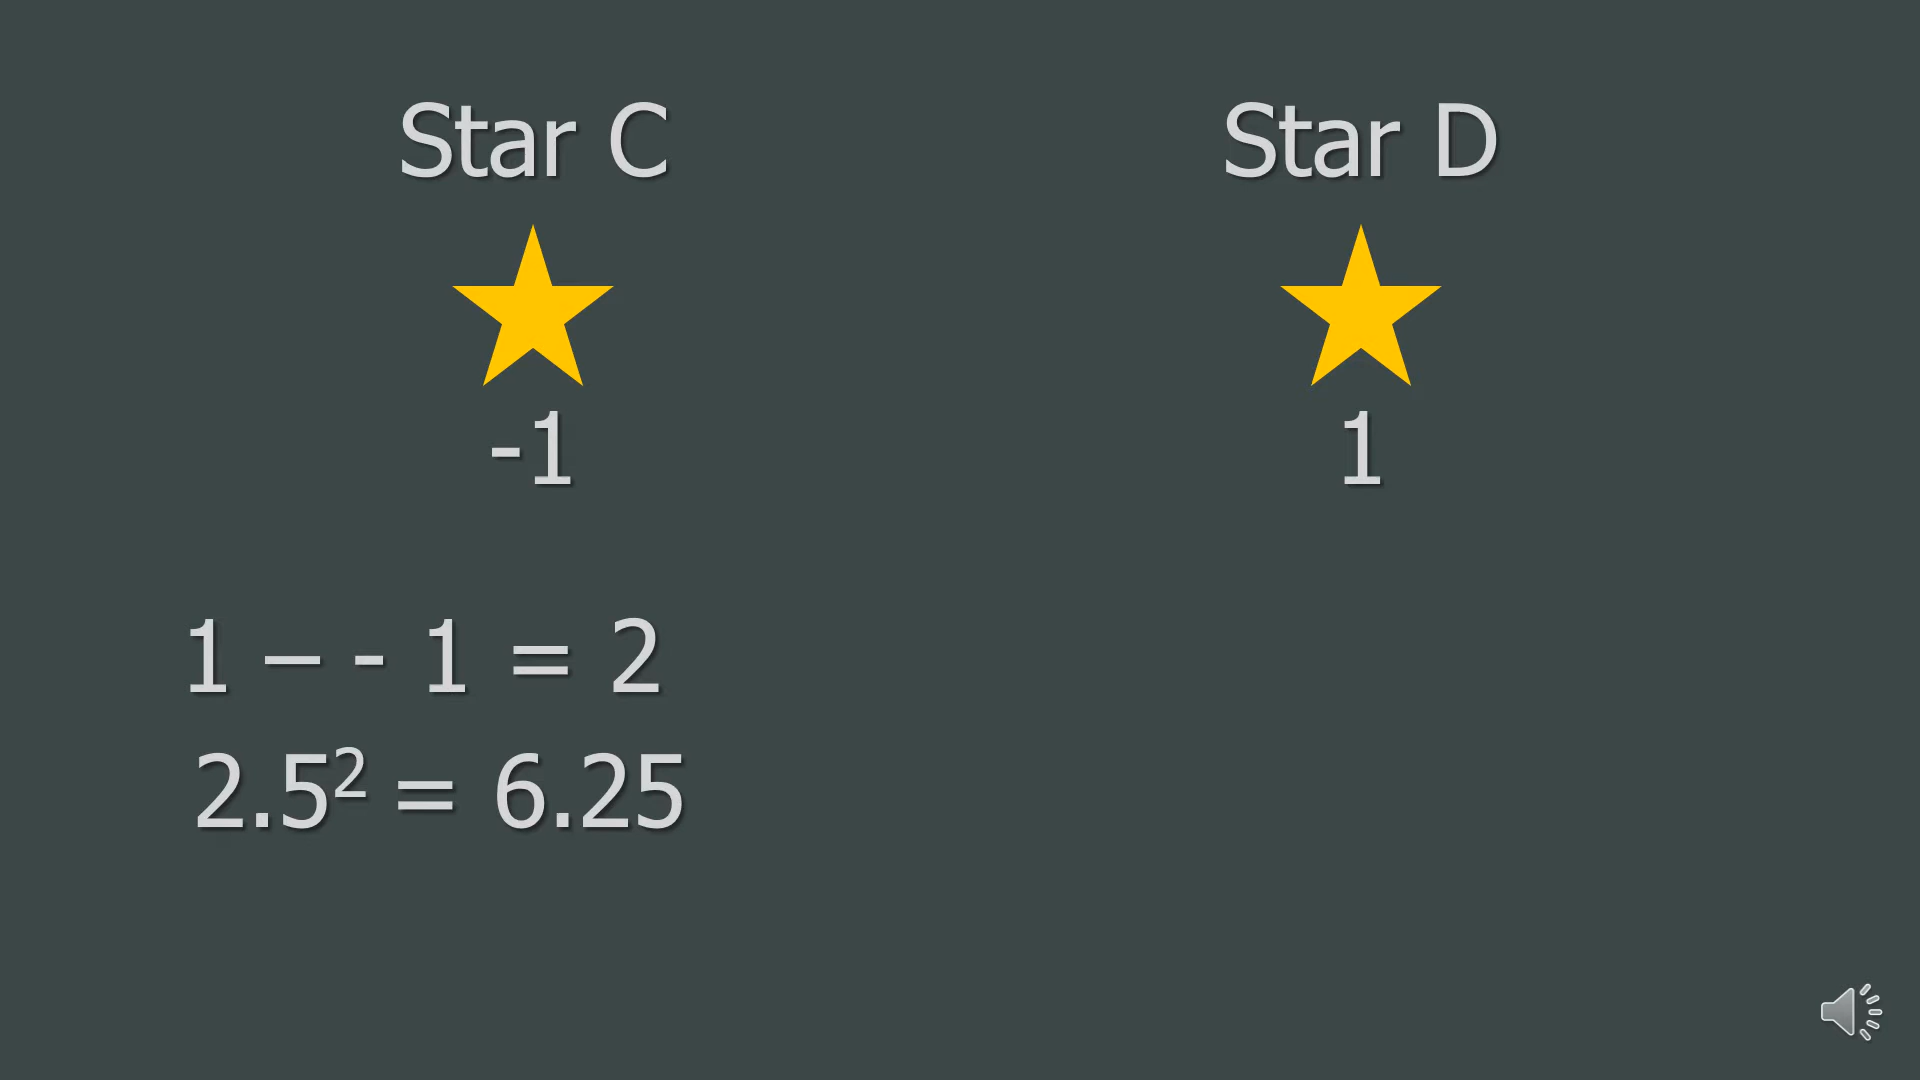 Star C
Star D
-1
1
1 – - 1 = 2
2.5² = 6.25